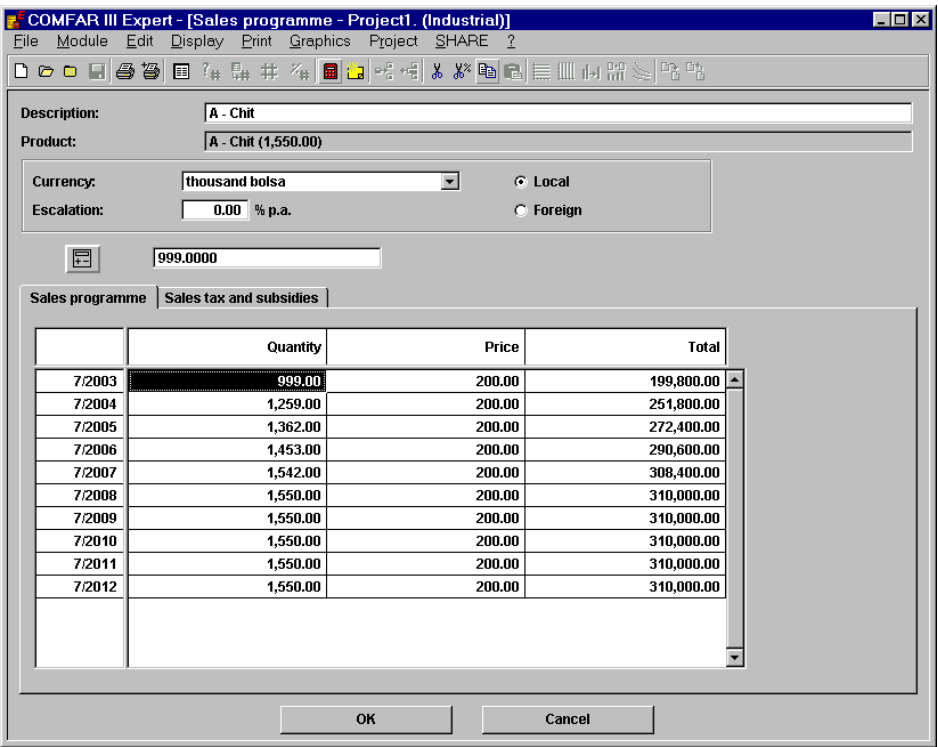 COMFAR III Expert - [Sales programme - Project1. (Industrial)]
File Module Edit Display Print Graphics Project SHARE ?
Description: A - Chit
Product: A - Chit (1,550.00)
Currency: thousand bolsa Local
Escalation: 0.00 % p.a. Foreign
999.0000
Sales programme Sales tax and subsidies
Quantity Price Total
7/2003 999.00 200.00 199,800.00
7/2004 1,259.00 200.00 251,800.00
7/2005 1,362.00 200.00 272,400.00
7/2006 1,453.00 200.00 290,600.00
7/2007 1,542.00 200.00 308,400.00
7/2008 1,550.00 200.00 310,000.00
7/2009 1,550.00 200.00 310,000.00
7/2010 1,550.00 200.00 310,000.00
7/2011 1,550.00 200.00 310,000.00
7/2012 1,550.00 200.00 310,000.00
OK Cancel